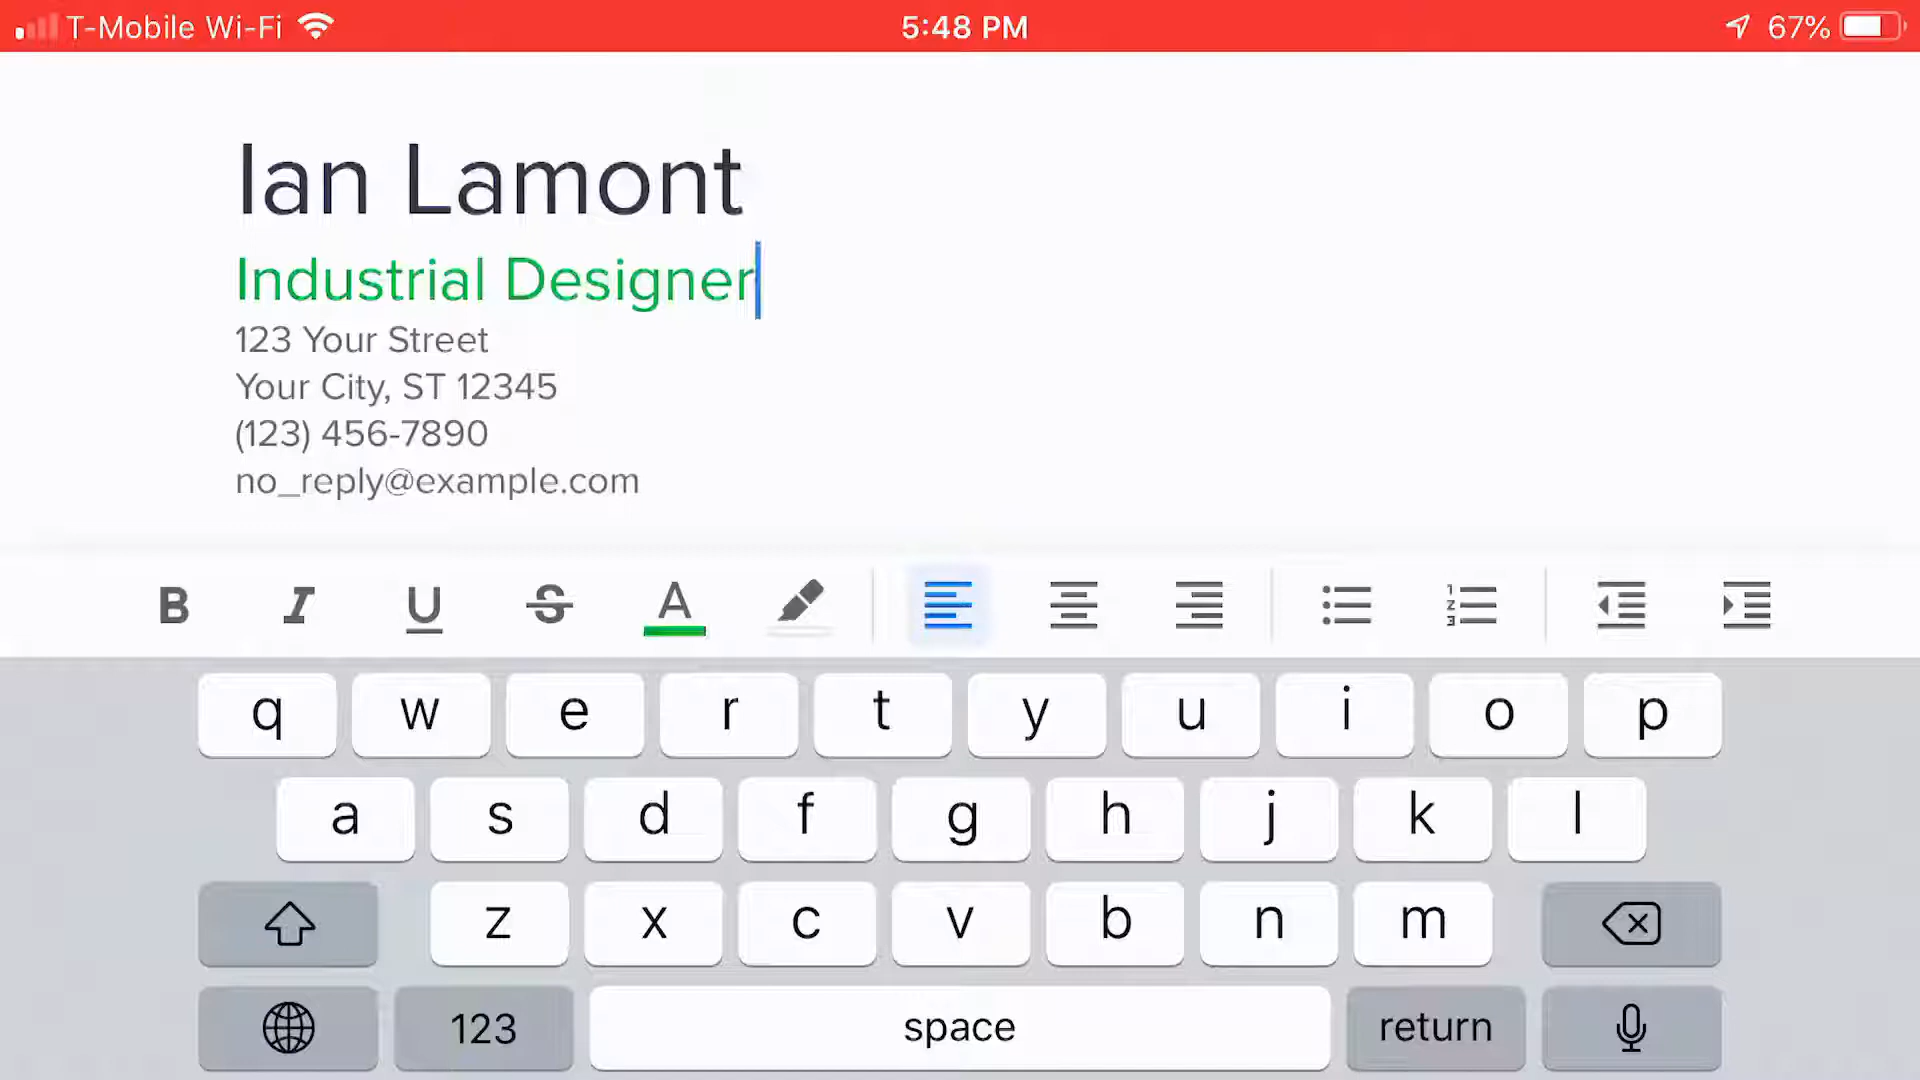 T-Mobile Wi-Fi 5:48 PM 67%
Ian Lamont
Industrial Designer
123 Your Street
Your City, ST 12345
(123) 456-7890
no_reply@example.com
B I U S A
q w e r t y u i o p
a s d f g h j k l
z x c v b n m
123 space return